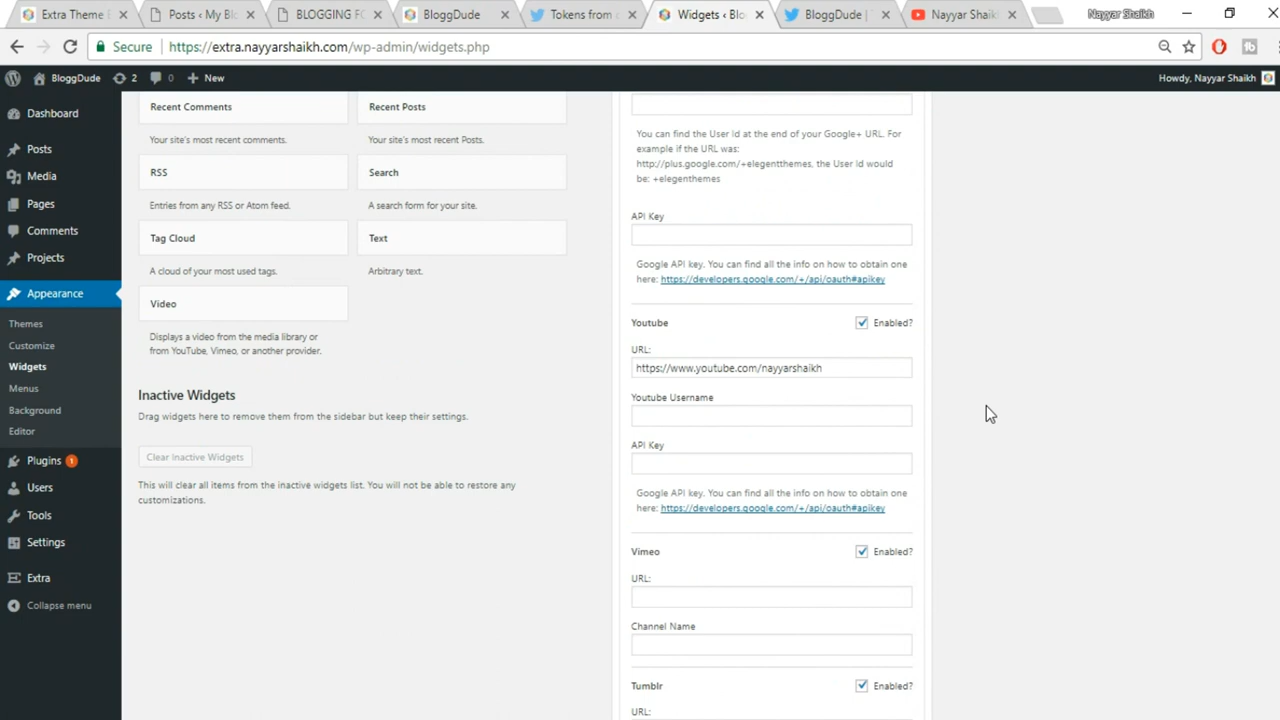 Extra Theme E
Posts ‹ My Blo
BLOGGING FO
BloggDude
Tokens from
Widgets ‹ Blo
BloggDude |
Nayyar Shaikh
Nayyar Shaikh
Secure
https://extra.nayyarshaikh.com/wp-admin/widgets.php
BloggDude
2
0
New
Howdy, Nayyar Shaikh
Dashboard
Posts
Media
Pages
Comments
Projects
Appearance
Themes
Customize
Widgets
Menus
Background
Editor
Plugins 1
Users
Tools
Settings
Extra
Collapse menu
Recent Comments
Your site's most recent comments.
Recent Posts
Your site's most recent Posts.
RSS
Entries from any RSS or Atom feed.
Search
A search form for your site.
Tag Cloud
A cloud of your most used tags.
Text
Arbitrary text.
Video
Displays a video from the media library or
from YouTube, Vimeo, or another provider.
Inactive Widgets
Drag widgets here to remove them from the sidebar but keep their settings.
Clear Inactive Widgets
This will clear all items from the inactive widgets list. You will not be able to restore any
customizations.
You can find the User Id at the end of your Google+ URL. For
example if the URL was:
http://plus.google.com/+elegentthemes, the User Id would
be: +elegentthemes
API Key
Google API key. You can find all the info on how to obtain one
here: https://developers.google.com/+/api/oauth#apikey
Youtube
Enabled?
URL:
https://www.youtube.com/nayyarshaikh
Youtube Username
API Key
Google API key. You can find all the info on how to obtain one
here: https://developers.google.com/+/api/oauth#apikey
Vimeo
Enabled?
URL:
Channel Name
Tumblr
Enabled?
URL: